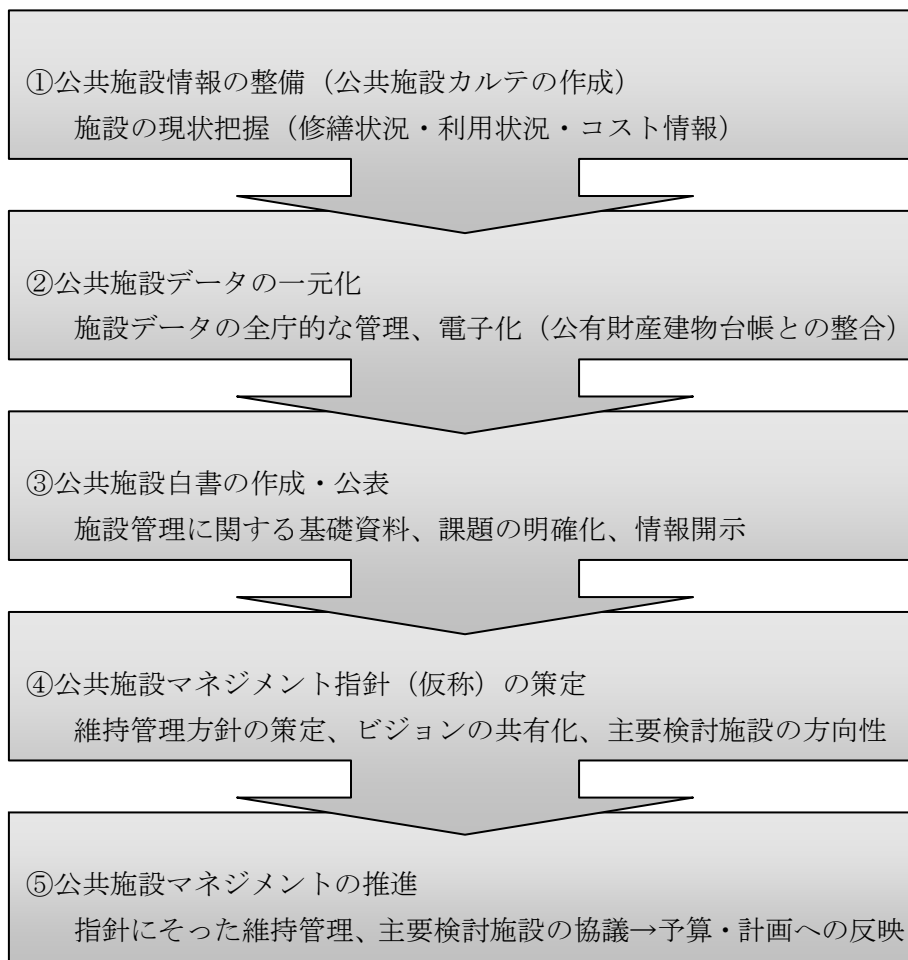 ①公共施設情報の整備（公共施設カルテの作成）
施設の現状把握（修繕状況・利用状況・コスト情報）
②公共施設データの一元化
施設データの全庁的な管理、電子化（公有財産建物台帳との整合）
③公共施設白書の作成・公表
施設管理に関する基礎資料、課題の明確化、情報開示
④公共施設マネジメント指針（仮称）の策定
維持管理方針の策定、ビジョンの共有化、主要検討施設の方向性
⑤公共施設マネジメントの推進
指針にそった維持管理、主要検討施設の協議→予算・計画への反映